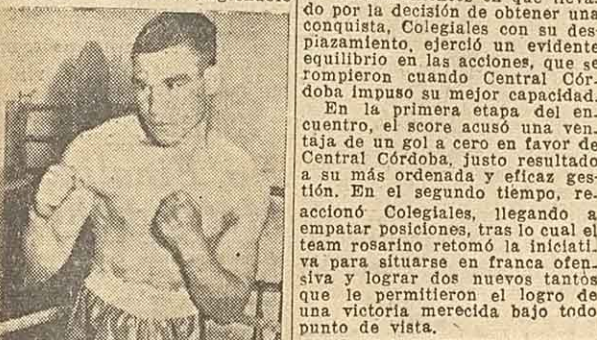 do por la decisión de obtener una
conquista, Colegiales con su des-
plazamiento, ejerció un evidente
equilibrio en las acciones, que se
rompieron cuando Central Cór-
doba impuso su mejor capacidad.
En la primera etapa del en-
cuentro, el score acusó una ven-
taja de un gol a cero en favor de
Central Córdoba, justo resultado
a su más ordenada y eficaz ges-
tión. En el segundo tiempo, re-
accionó Colegiales, llegando a
empatar posiciones, tras lo cual el
team rosarino retomó la iniciati-
va para situarse en franca ofen-
siva y lograr dos nuevos tantos
que le permitieron el logro de
una victoria merecida bajo todo
punto de vista.